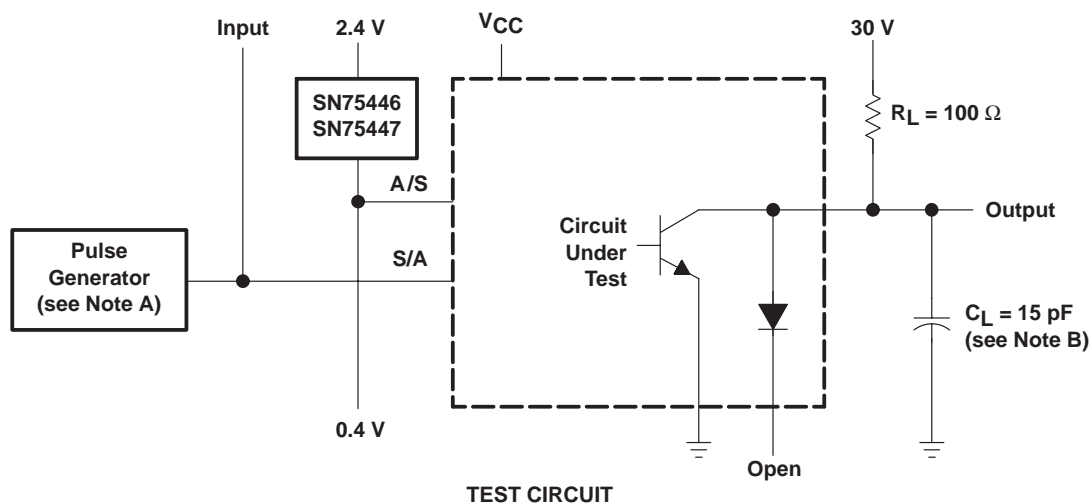 Input
2.4 V
VCC
30 V
SN75446
SN75447
RL = 100 Ω
A/S
Circuit
Under
Test
Output
Pulse
Generator
(see Note A)
S/A
CL = 15 pF
(see Note B)
0.4 V
Open
TEST CIRCUIT